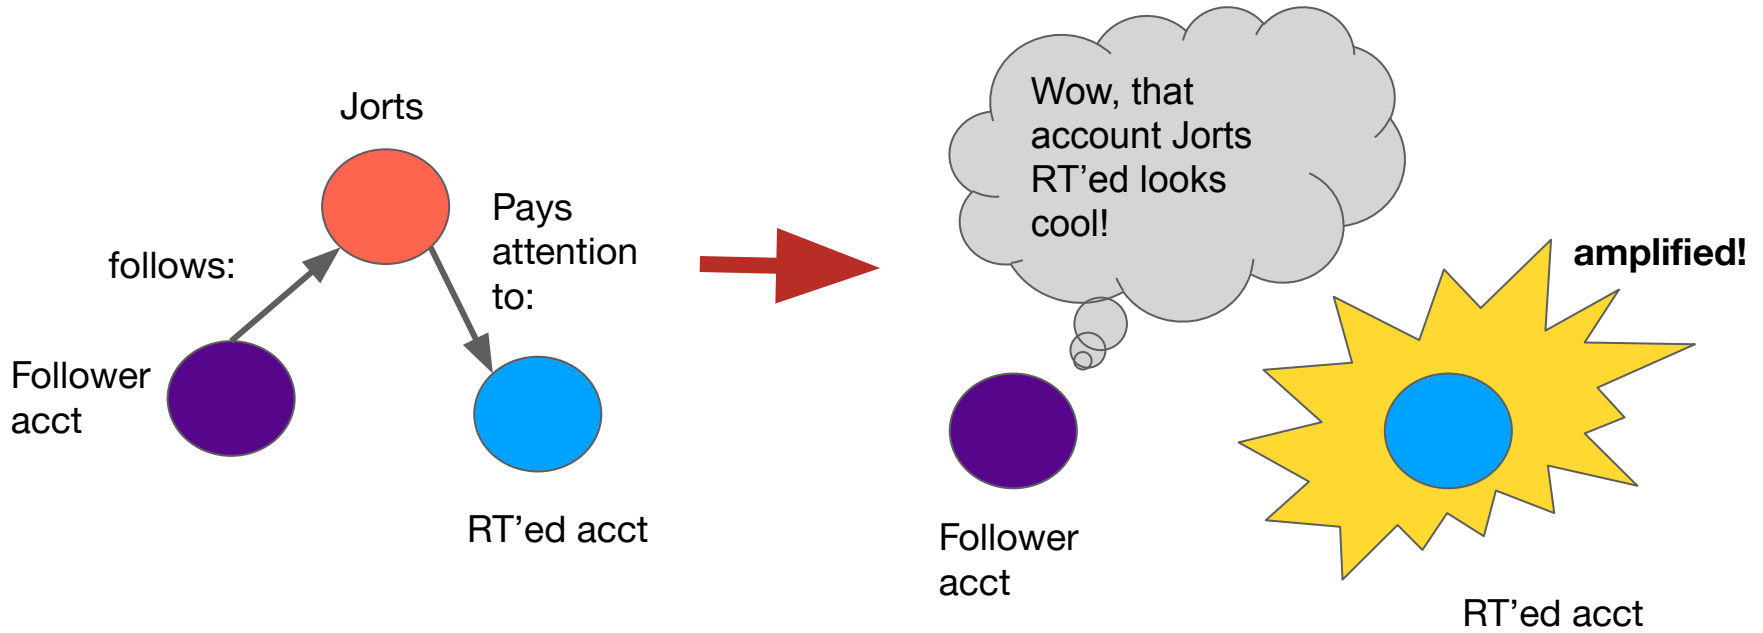 Jorts
follows:
Pays
attention
to:
Follower
acct
RT’ed acct
Wow, that
account Jorts
RT’ed looks
cool!
amplified!
Follower
acct
RT’ed acct